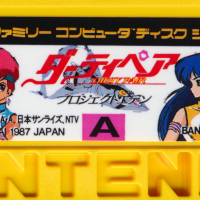 ファミリー コンピュータ ディスク シ
ダーティペア
プロジェクト・エデン
A,日本サンライズ,NTV
1987 JAPAN
A
BAN
NTEN